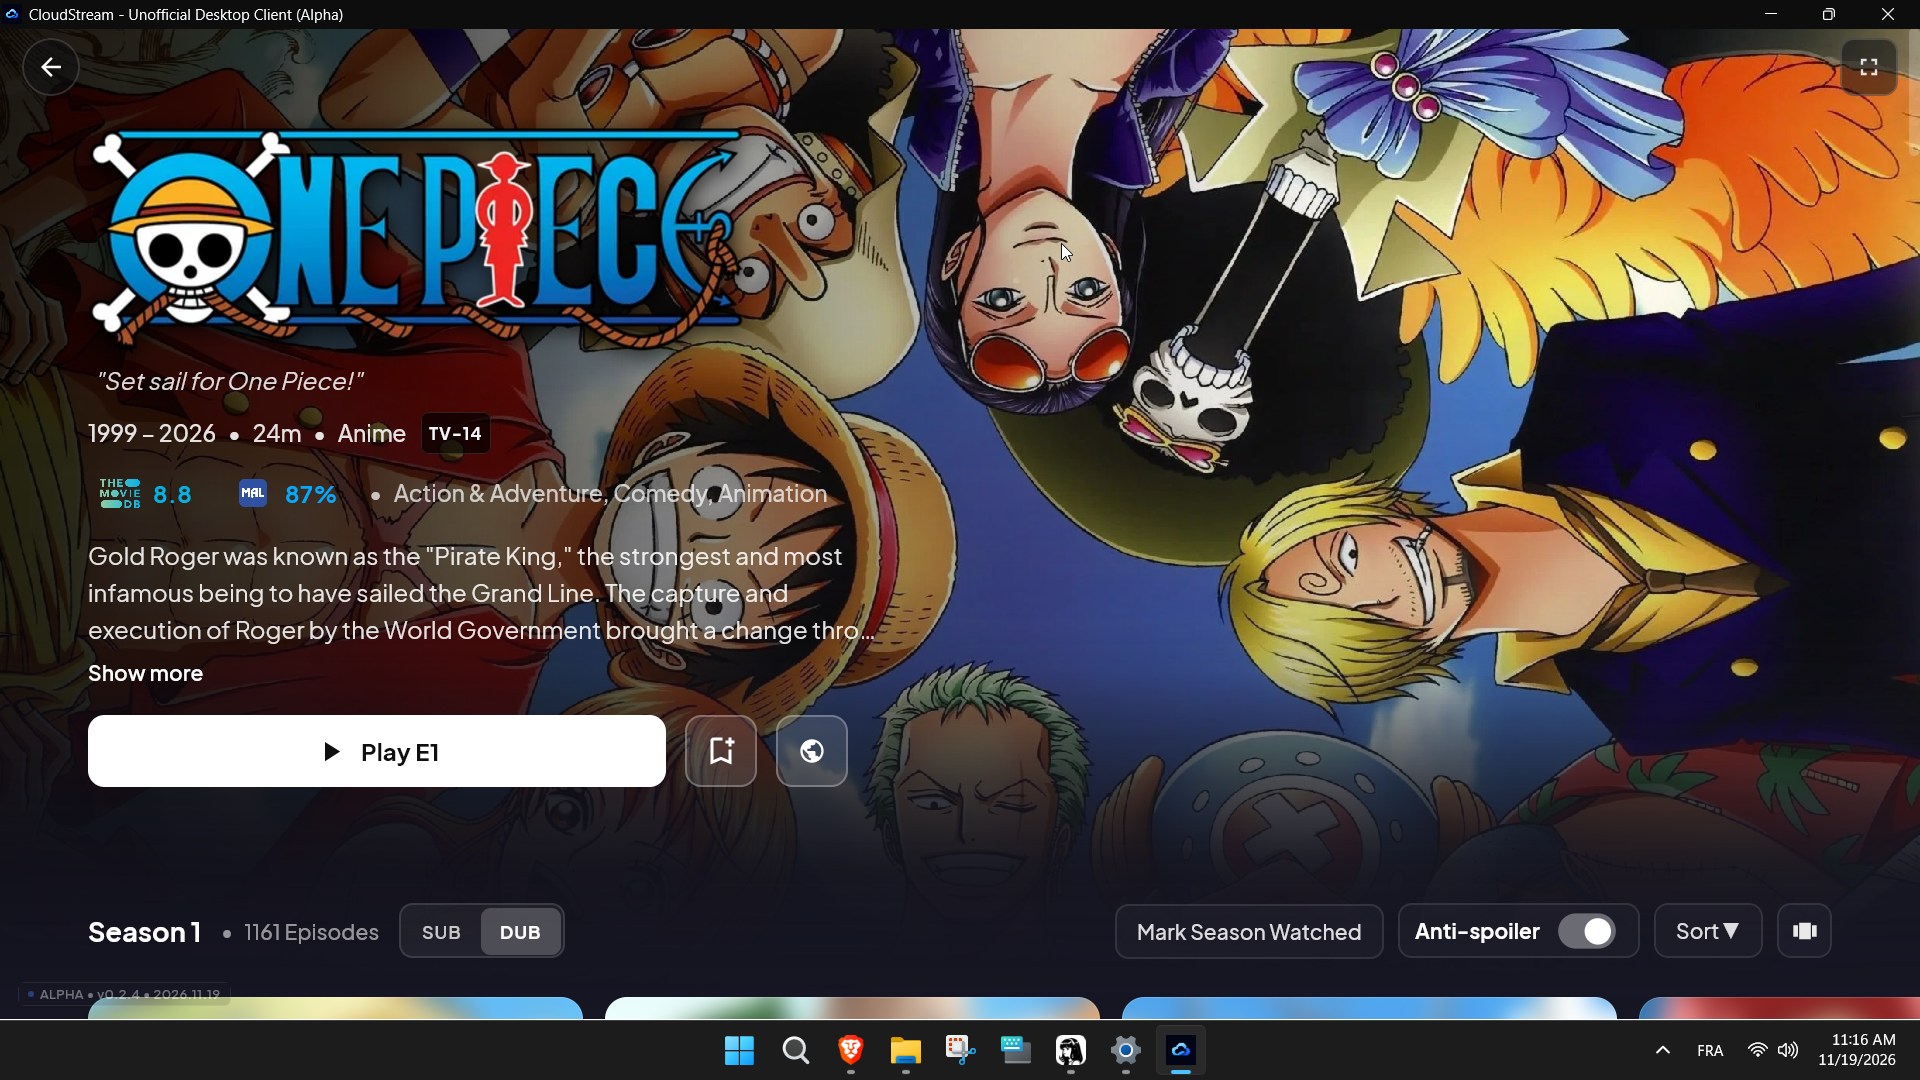 CloudStream - Unofficial Desktop Client (Alpha)
ONE PIECE
"Set sail for One Piece!"
1999 – 2026 • 24m • Anime TV-14
THE MOVIE DB 8.8 MAL 87% • Action & Adventure, Comedy, Animation
Gold Roger was known as the "Pirate King," the strongest and most
infamous being to have sailed the Grand Line. The capture and
execution of Roger by the World Government brought a change thro...
Show more
Play E1
Season 1 • 1161 Episodes SUB DUB Mark Season Watched Anti-spoiler Sort▼
• ALPHA • v0.2.4 • 2026.11.19
FRA
11:16 AM
11/19/2026